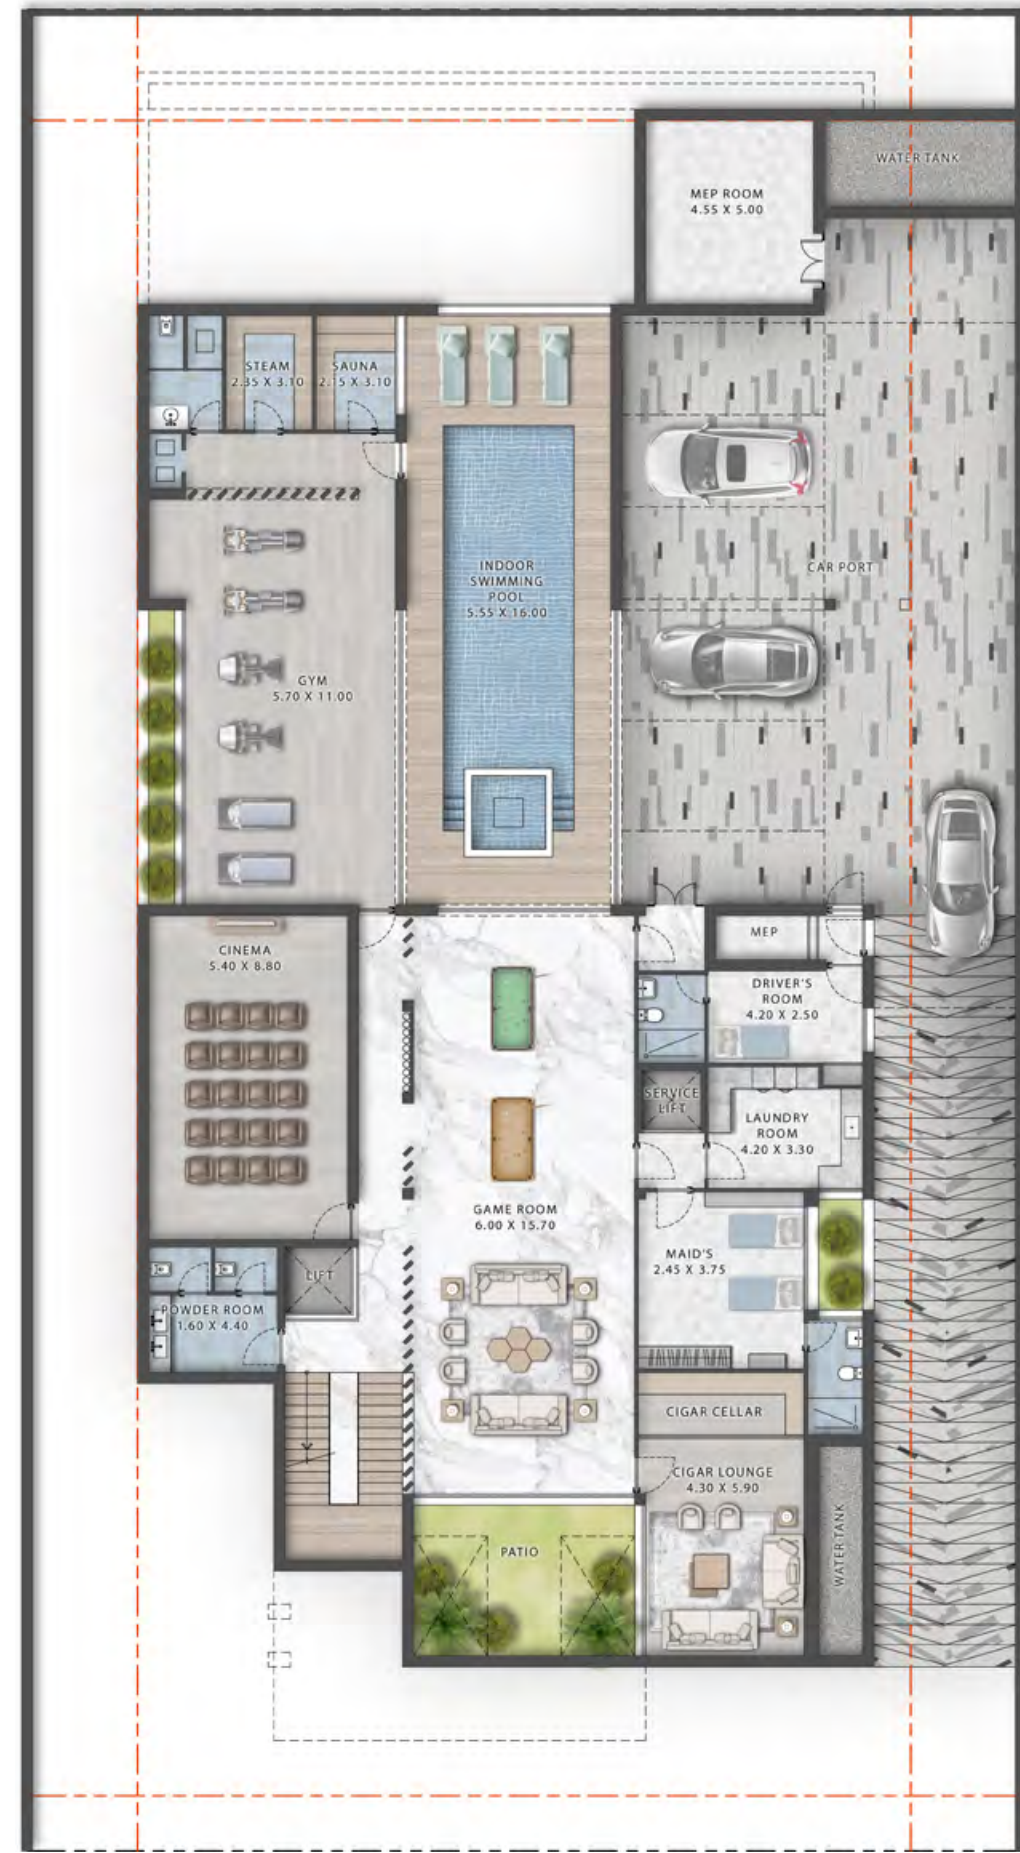 WATER TANK
MEP ROOM
4.55 X 5.00
STEAM
2.35 X 3.10
SAUNA
2.15 X 3.10
INDOOR
SWIMMING
POOL
5.55 X 16.00
CAR PORT
GYM
5.70 X 11.00
CINEMA
5.40 X 8.80
MEP
DRIVER'S
ROOM
4.20 X 2.50
SERVICE
LIFT
LAUNDRY
ROOM
4.20 X 3.30
GAME ROOM
6.00 X 15.70
MAID'S
2.45 X 3.75
LIFT
POWDER ROOM
1.60 X 4.40
CIGAR CELLAR
CIGAR LOUNGE
4.30 X 5.90
PATIO
WATER TANK